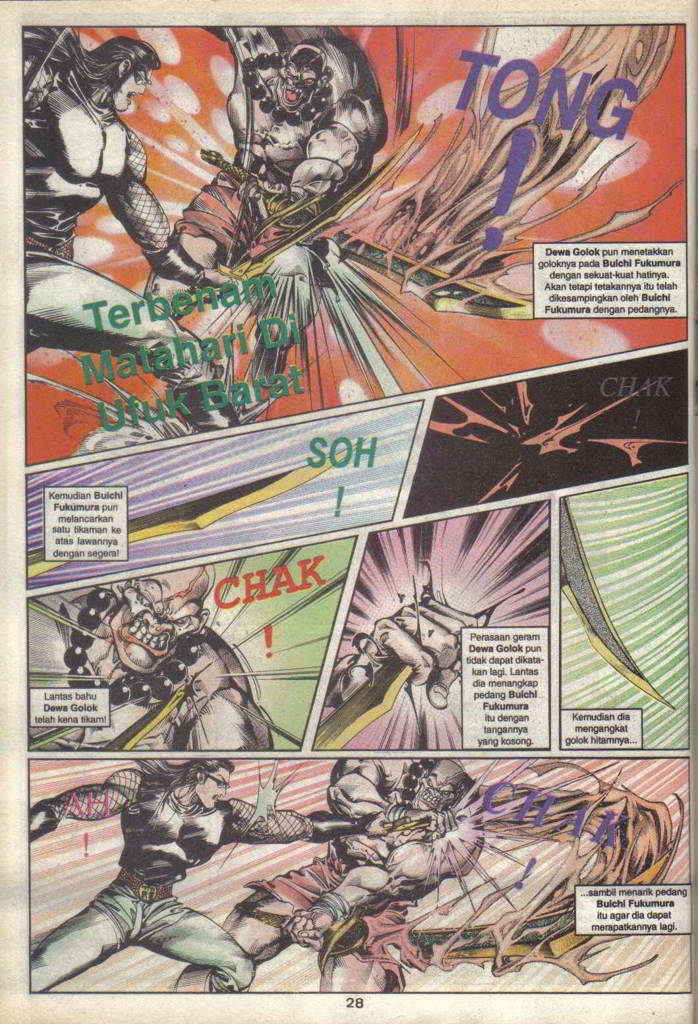 TONG
!
Dewa Golok pun menetakkan
goloknya pada Buichi Fukumura
dengan sekuat-kuat hatinya.
Akan tetapi tetakannya itu telah
dikesampingkan oleh Buichi
Fukumura dengan pedangnya.
Terbenam
Matahari Di
Ufuk Barat
CHAK
!
SOH
!
Kemudian Buichi
Fukumura pun
melancarkan
satu tikaman ke
atas lawannya
dengan segera!
CHAK
!
Lantas bahu
Dewa Golok
telah kena tikam!
Perasaan geram
Dewa Golok pun
tidak dapat dikata-
kan lagi. Lantas
dia menangkap
pedang Buichi
Fukumura
itu dengan
tangannya
yang kosong.
Kemudian dia
mengangkat
golok hitamnya...
AH
!
CHAK
!
...sambil menarik pedang
Buichi Fukumura
itu agar dia dapat
merapatkannya lagi.
28